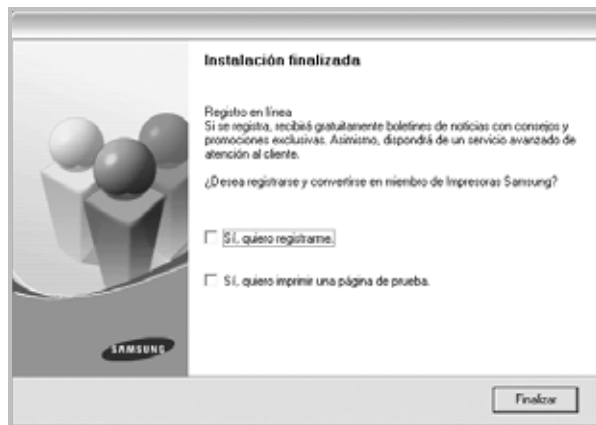 Instalación finalizada
Registro en línea
Si se registra, recibirá gratuitamente boletines de noticias con consejos y
promociones exclusivas. Asimismo, dispondrá de un servicio avanzado de
atención al cliente.
¿Desea registrarse y convertirse en miembro de Impresoras Samsung?
Sí, quiero registrarme.
Sí, quiero imprimir una página de prueba.
SAMSUNG
Finalizar